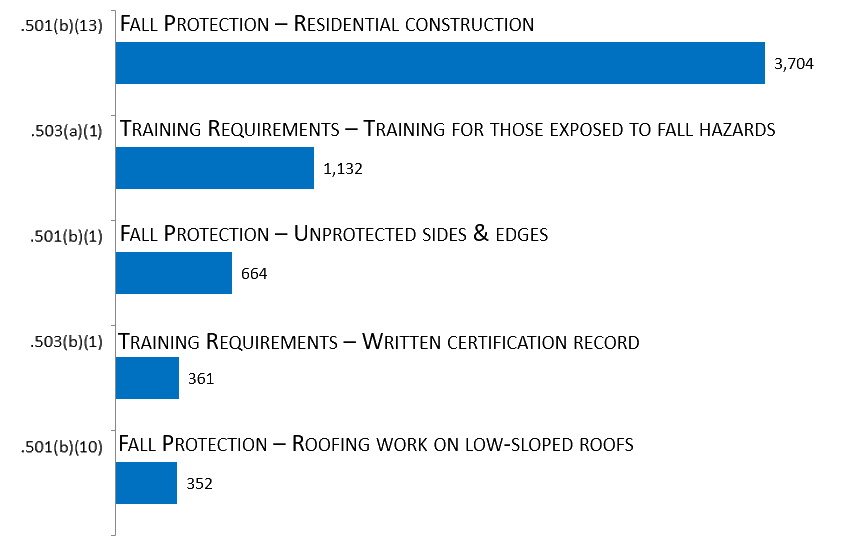 .501(b)(13) Fall Protection – Residential construction
3,704
.503(a)(1) Training Requirements – Training for those exposed to fall hazards
1,132
.501(b)(1) Fall Protection – Unprotected sides & edges
664
.503(b)(1) Training Requirements – Written certification record
361
.501(b)(10) Fall Protection – Roofing work on low-sloped roofs
352